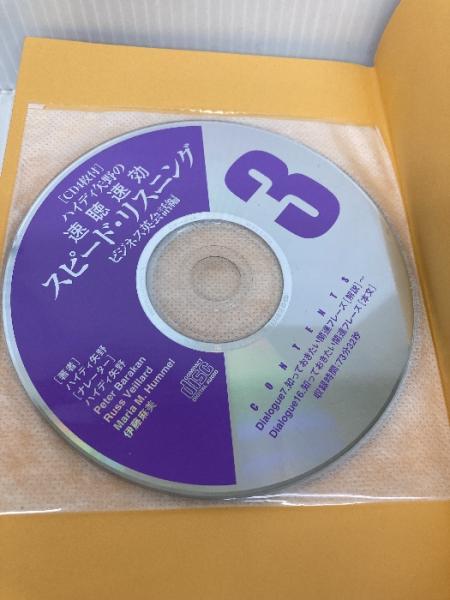 [CD4枚付]
ハイディ矢野の
速聴速効
スピード・リスニング
ビジネス英会話編
3
CONTENTS
Dialogue7.知っておきたい関連フレーズ[解説]~
Dialogue16.知っておきたい関連フレーズ[本文]
収録時間:73分32秒
[著者]
ハイディ矢野
[ナレーター]
ハイディ矢野
Peter Barakan
Russ Veillard
Maria M. Hummel
伊藤麻美
COMPACT
disc
DIGITAL AUDIO